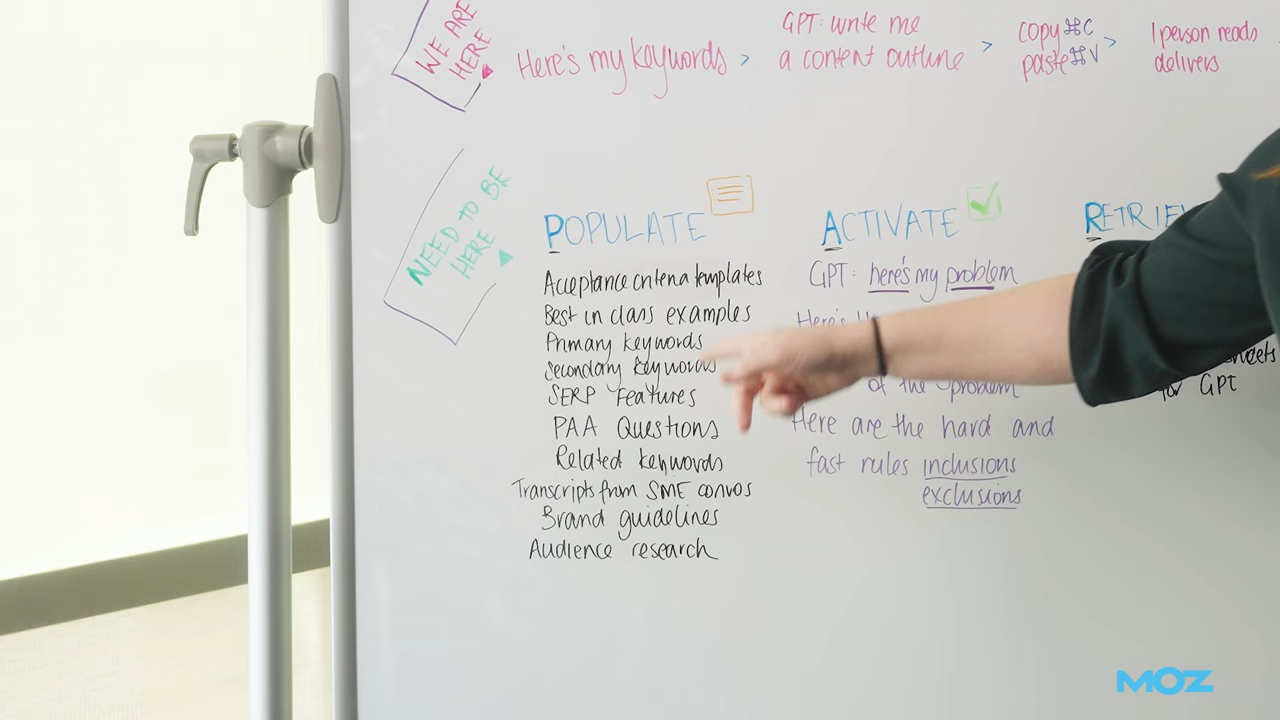 WE ARE
HERE
Here's my keywords >
GPT: write me
a content outline >
copy ⌘C
paste ⌘V >
1 person reads
delivers
NEED TO BE
HERE
POPULATE
Acceptance criteria templates
Best in class examples
Primary keywords
Secondary keywords
SERP Features
PAA Questions
Related keywords
Transcripts from SME convos
Brand guidelines
Audience research
ACTIVATE
GPT: here's my problem
Here's
of the problem
Here are the hard and
fast rules inclusions
exclusions
RETRIEV
for GPT
MOZ